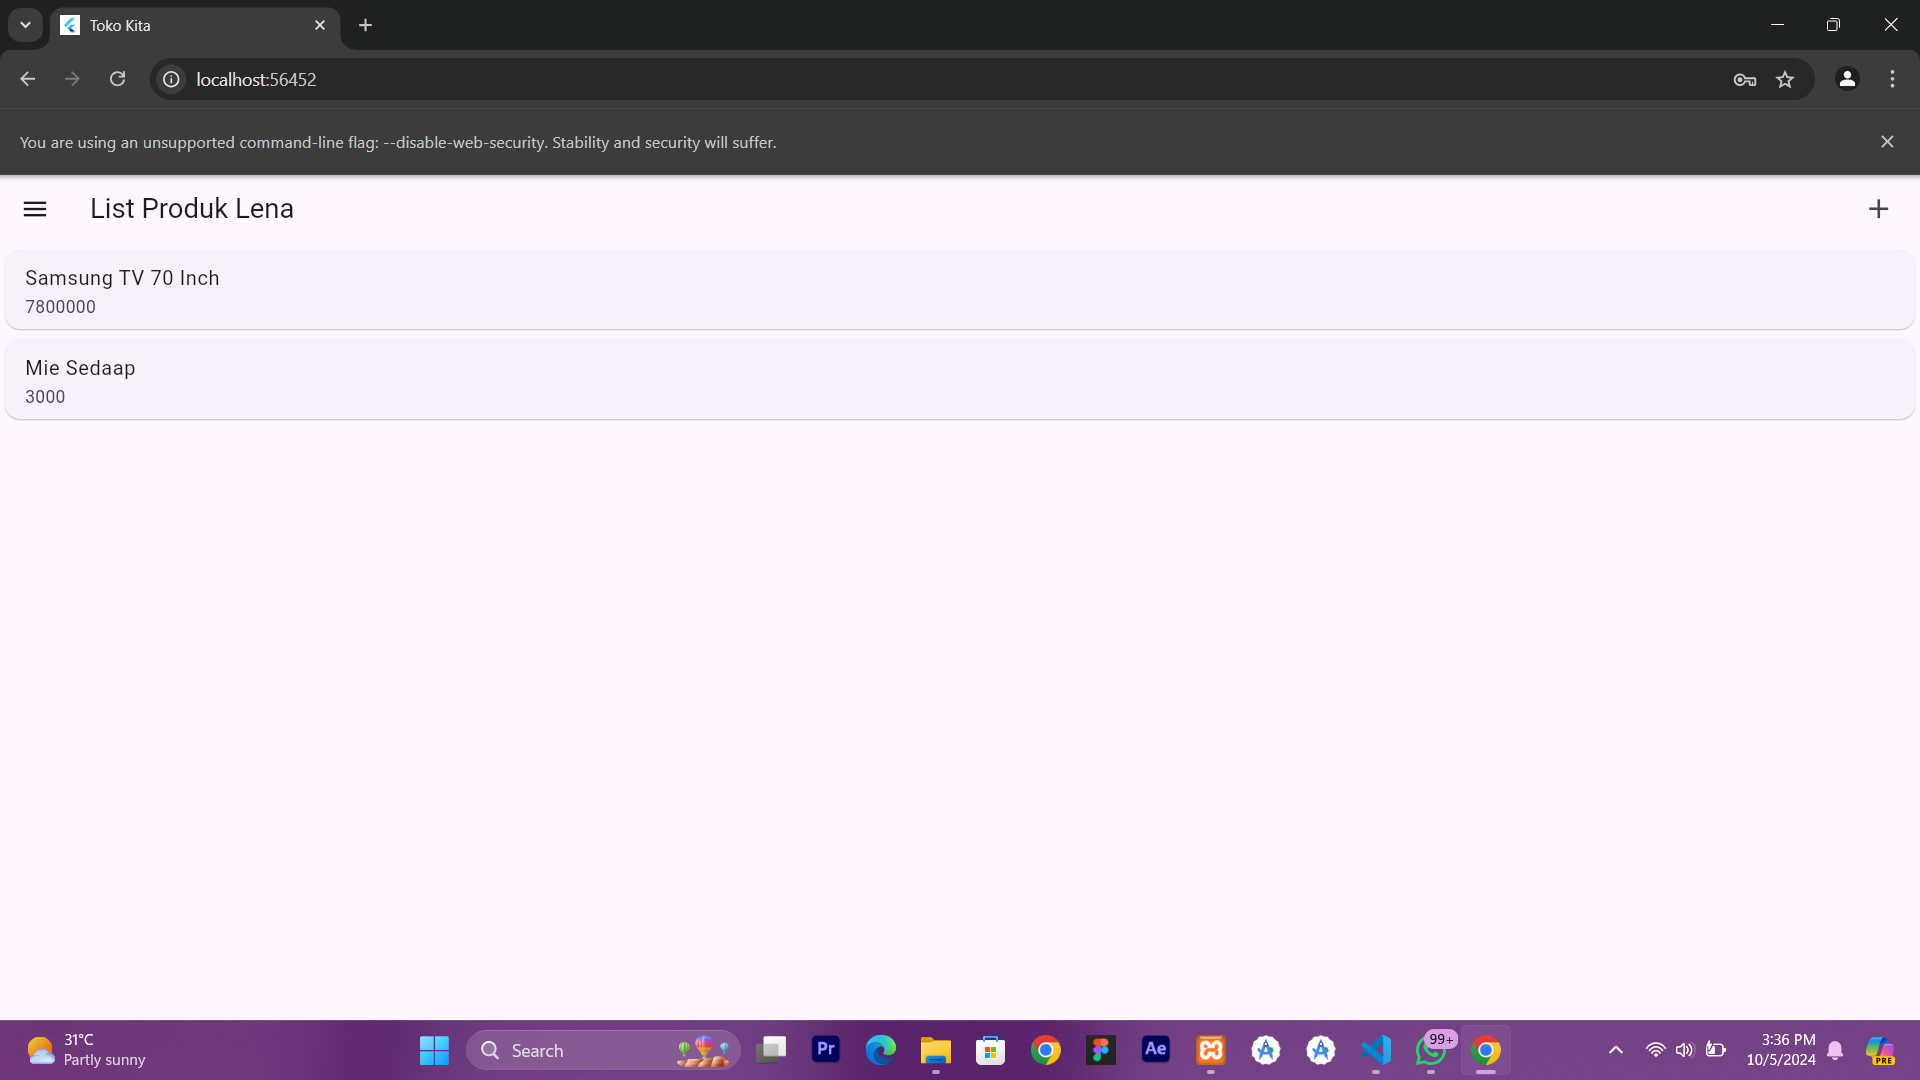 Toko Kita
localhost:56452
You are using an unsupported command-line flag: --disable-web-security. Stability and security will suffer.
List Produk Lena
Samsung TV 70 Inch
7800000
Mie Sedaap
3000
31°C
Partly sunny
Search
Pr
Ae
99+
3:36 PM
10/5/2024
PRE